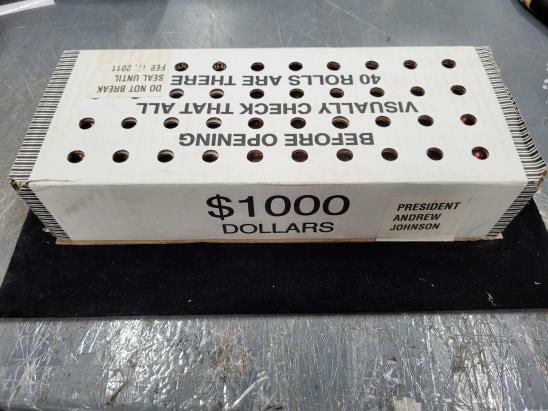 DO NOT BREAK
SEAL UNTIL
FEB 17, 2011
BEFORE OPENING
VISUALLY CHECK THAT ALL
40 ROLLS ARE THERE
$1000
DOLLARS
PRESIDENT
ANDREW
JOHNSON